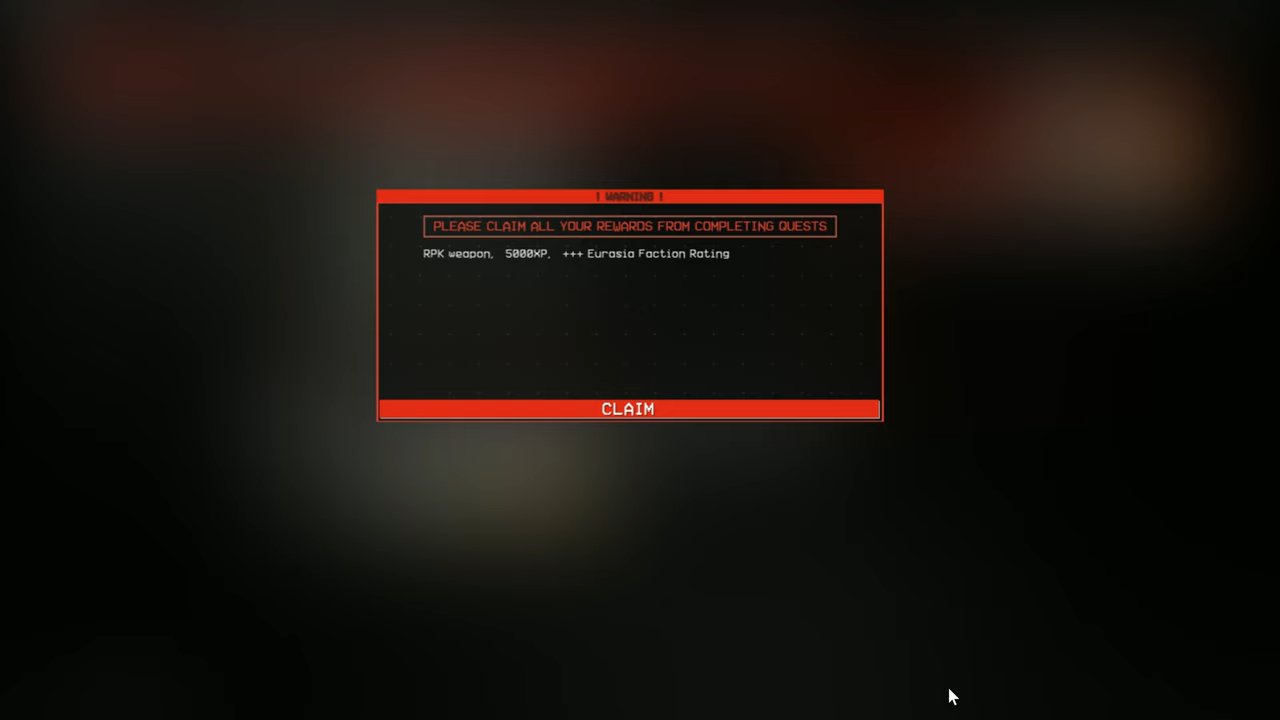 ! WARNING !
PLEASE CLAIM ALL YOUR REWARDS FROM COMPLETING QUESTS
RPK weapon, 5000XP, +++ Eurasia Faction Rating
CLAIM